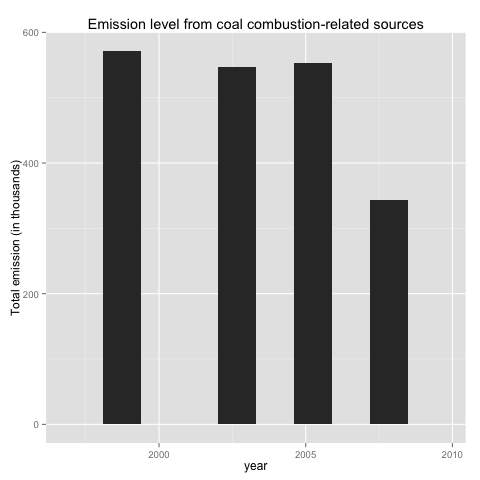 Emission level from coal combustion-related sources
600
400
200
0
Total emission (in thousands)
2000 2005 2010
year